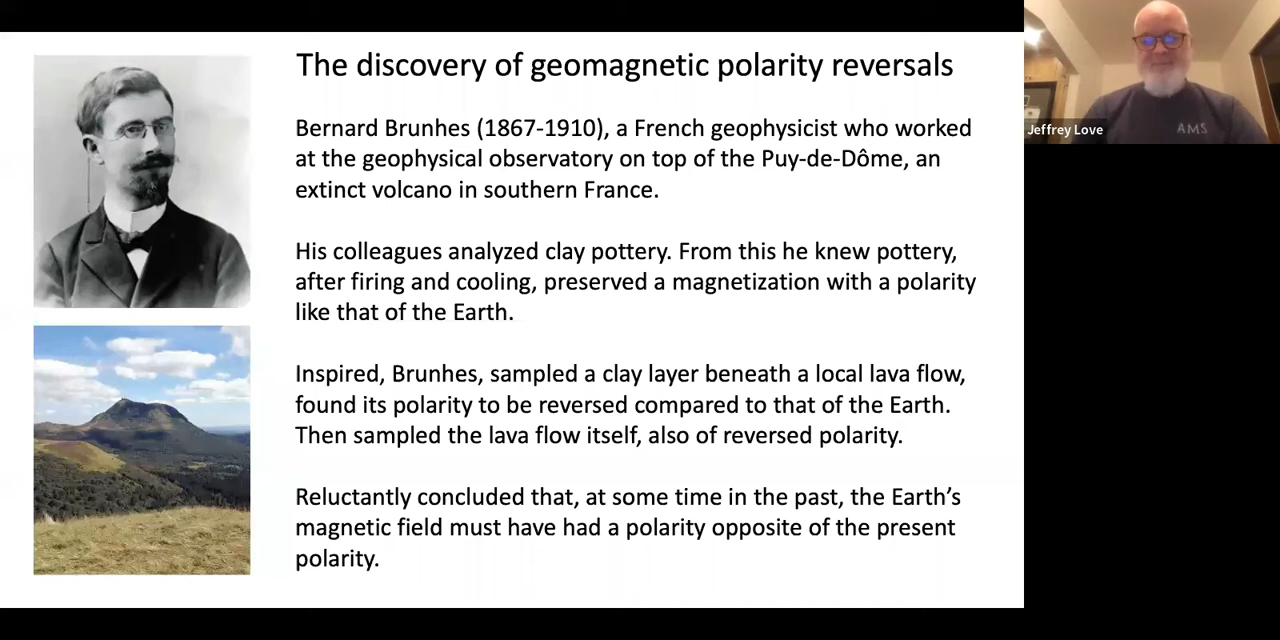 The discovery of geomagnetic polarity reversals
Bernard Brunhes (1867-1910), a French geophysicist who worked
at the geophysical observatory on top of the Puy-de-Dôme, an
extinct volcano in southern France.
His colleagues analyzed clay pottery. From this he knew pottery,
after firing and cooling, preserved a magnetization with a polarity
like that of the Earth.
Inspired, Brunhes, sampled a clay layer beneath a local lava flow,
found its polarity to be reversed compared to that of the Earth.
Then sampled the lava flow itself, also of reversed polarity.
Reluctantly concluded that, at some time in the past, the Earth’s
magnetic field must have had a polarity opposite of the present
polarity.
Jeffrey Love
AMS